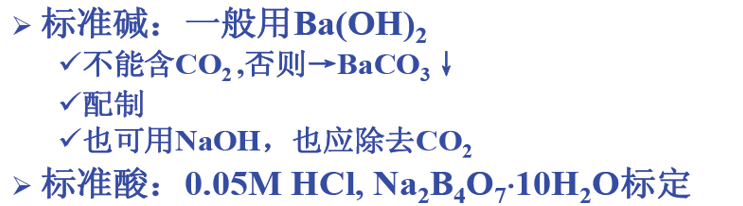 ➢ 标准碱：一般用Ba(OH)₂
✓不能含CO₂,否则→BaCO₃↓
✓配制
✓也可用NaOH，也应除去CO₂
➢ 标准酸：0.05M HCl, Na₂B₄O₇·10H₂O标定